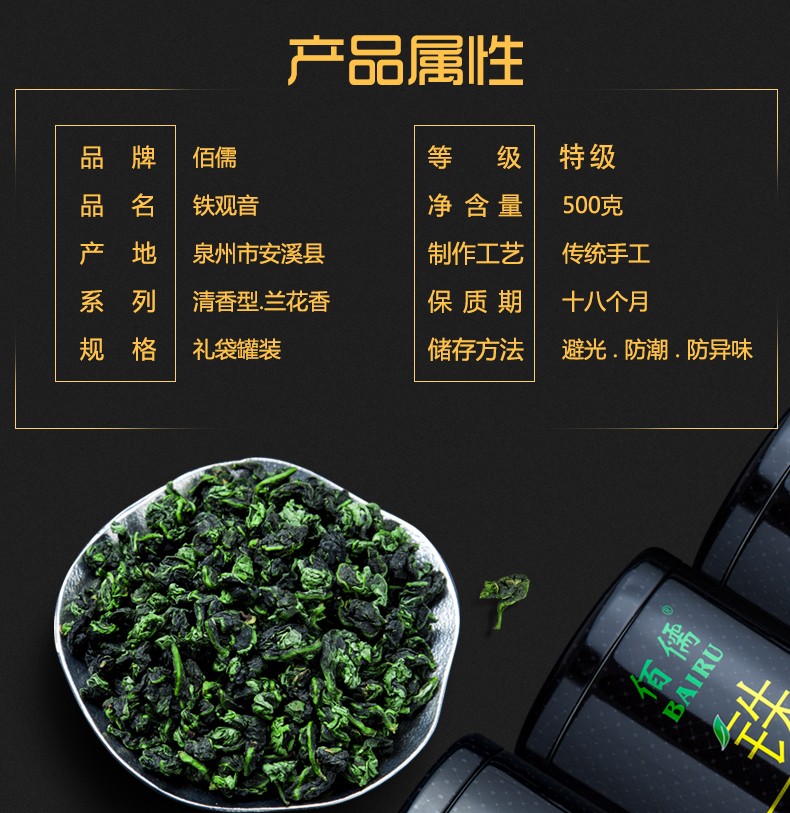 产品属性
品牌 佰儒
品名 铁观音
产地 泉州市安溪县
系列 清香型.兰花香
规格 礼袋罐装
等级 特级
净含量 500克
制作工艺 传统手工
保质期 十八个月
储存方法 避光.防潮.防异味
佰儒®
BAIRU
铁